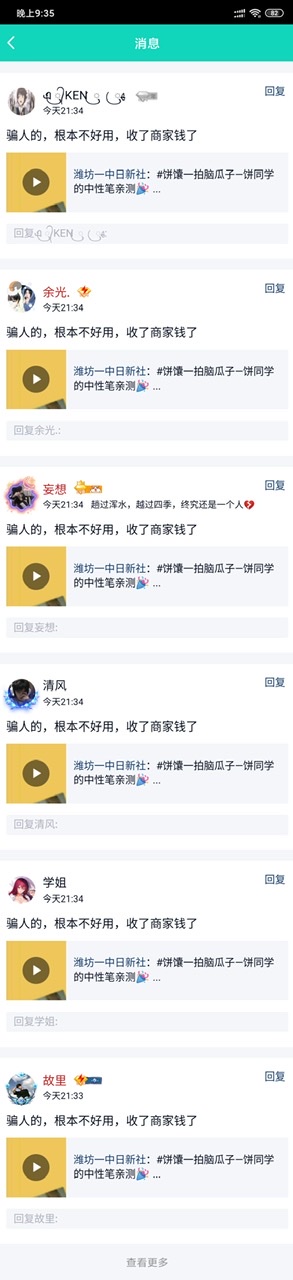 晚上9:35
82
消息
KEN
回复
今天21:34
骗人的，根本不好用，收了商家钱了
潍坊一中日新社：#饼馕一拍脑瓜子—饼同学
的中性笔亲测🎉 ...
回复 KEN :
余光.
回复
今天21:34
骗人的，根本不好用，收了商家钱了
潍坊一中日新社：#饼馕一拍脑瓜子—饼同学
的中性笔亲测🎉 ...
回复余光.:
妄想
回复
今天21:34 趟过浑水，越过四季，终究还是一个人💔
骗人的，根本不好用，收了商家钱了
潍坊一中日新社：#饼馕一拍脑瓜子—饼同学
的中性笔亲测🎉 ...
回复妄想:
清风
回复
今天21:34
骗人的，根本不好用，收了商家钱了
潍坊一中日新社：#饼馕一拍脑瓜子—饼同学
的中性笔亲测🎉 ...
回复清风:
学姐
回复
今天21:34
骗人的，根本不好用，收了商家钱了
潍坊一中日新社：#饼馕一拍脑瓜子—饼同学
的中性笔亲测🎉 ...
回复学姐:
故里
回复
今天21:33
骗人的，根本不好用，收了商家钱了
潍坊一中日新社：#饼馕一拍脑瓜子—饼同学
的中性笔亲测🎉 ...
回复故里:
查看更多